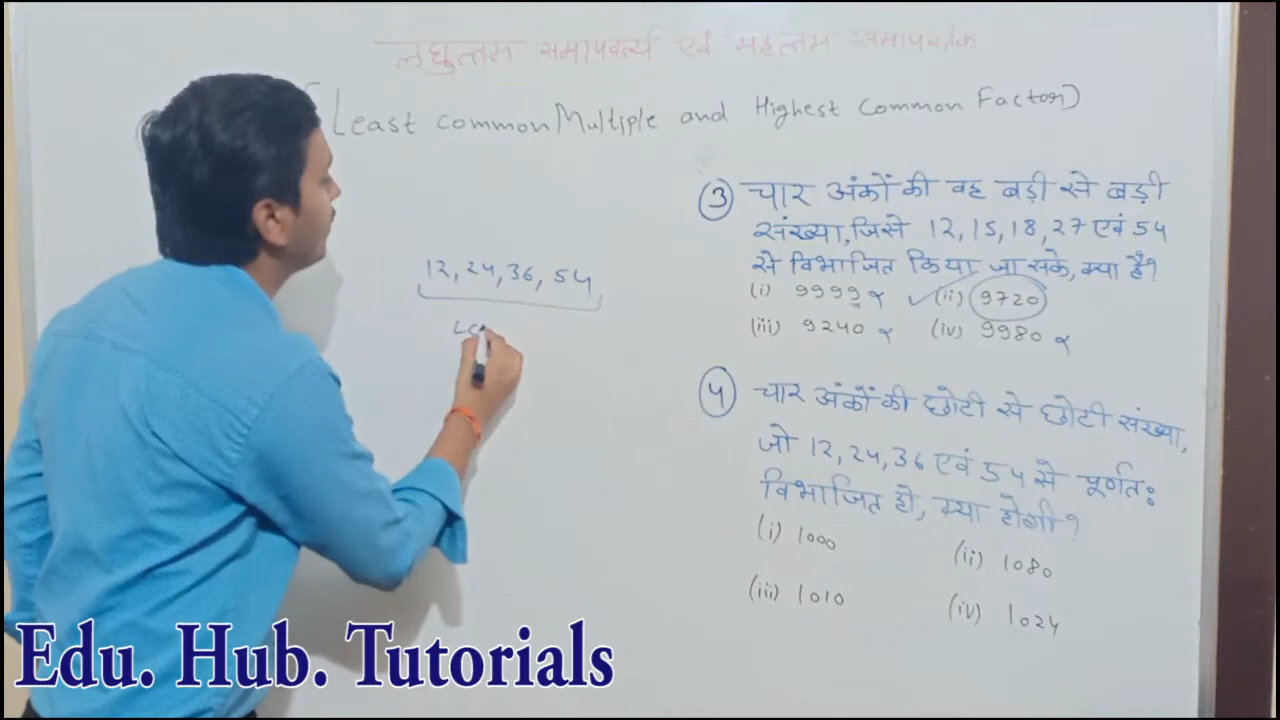 लघुत्तम समापवर्त्य एवं महत्तम समापवर्तक
(Least common Multiple and Highest Common Factor)
12, 24, 36, 54
LC
(3) चार अंकों की वह बड़ी से बड़ी
संख्या, जिसे 12, 15, 18, 27 एवं 54
से विभाजित किया जा सके, क्या है?
(i) 9999 × ✓(ii) 9720
(iii) 9240 × (iv) 9980 ×
(4) चार अंकों की छोटी से छोटी संख्या,
जो 12, 24, 36 एवं 54 से पूर्णतः
विभाजित हो, क्या होगी?
(i) 1000 (ii) 1080
(iii) 1010 (iv) 1024
Edu. Hub. Tutorials